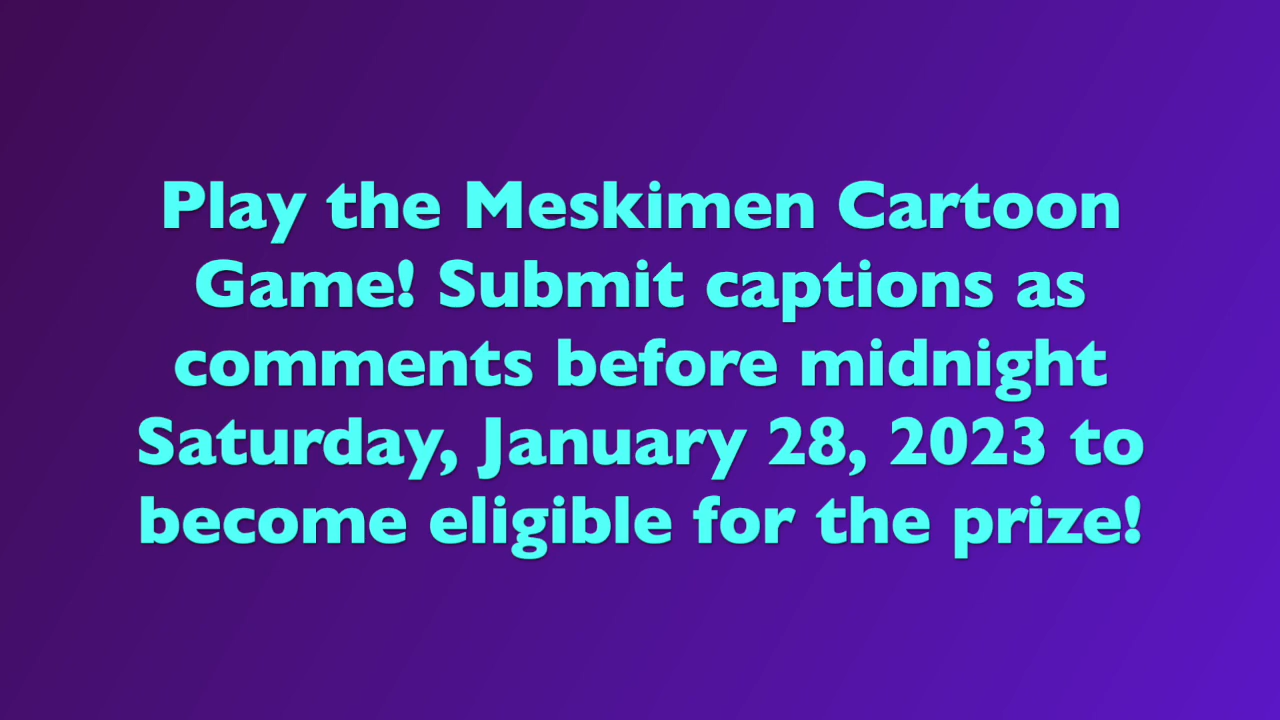 Play the Meskimen Cartoon
Game! Submit captions as
comments before midnight
Saturday, January 28, 2023 to
become eligible for the prize!